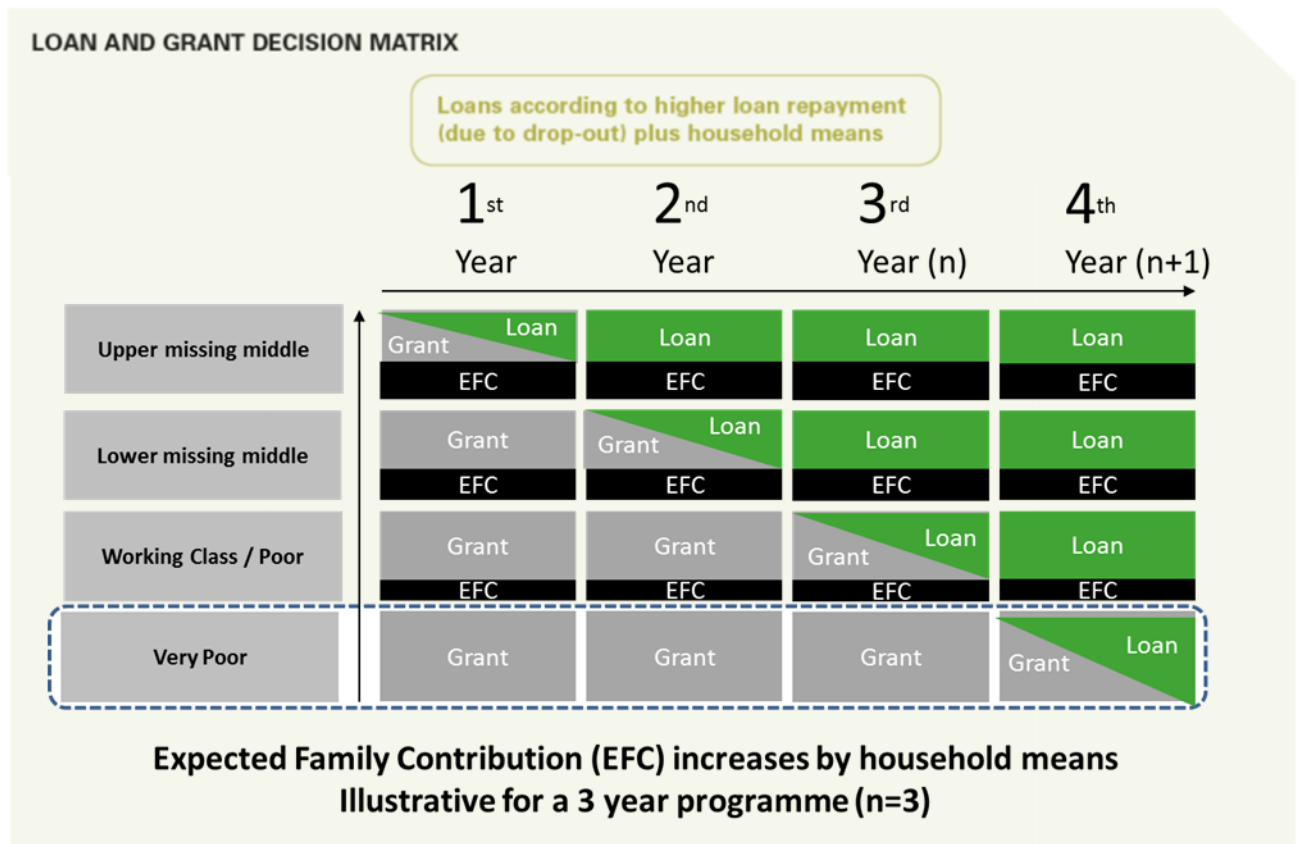 LOAN AND GRANT DECISION MATRIX
Loans according to higher loan repayment
(due to drop-out) plus household means
1st 2nd 3rd 4th
Year Year Year (n) Year (n+1)
Upper missing middle
Grant Loan Loan Loan Loan
EFC EFC EFC EFC
Lower missing middle
Grant Grant Loan Loan Loan
EFC EFC EFC EFC
Working Class / Poor
Grant Grant Grant Loan Loan
EFC EFC EFC EFC
Very Poor
Grant Grant Grant Grant Loan
Expected Family Contribution (EFC) increases by household means
Illustrative for a 3 year programme (n=3)